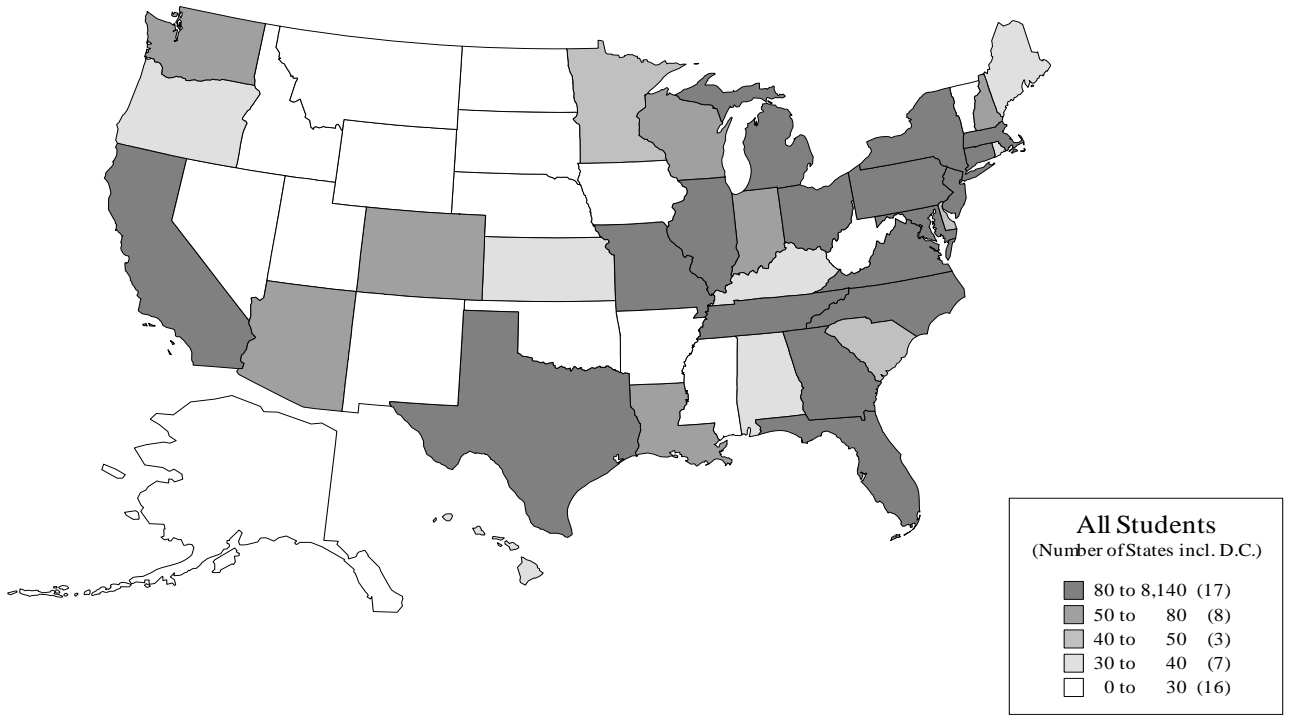 All Students
(Number of States incl. D.C.)
80 to 8,140 (17)
50 to 80 (8)
40 to 50 (3)
30 to 40 (7)
0 to 30 (16)